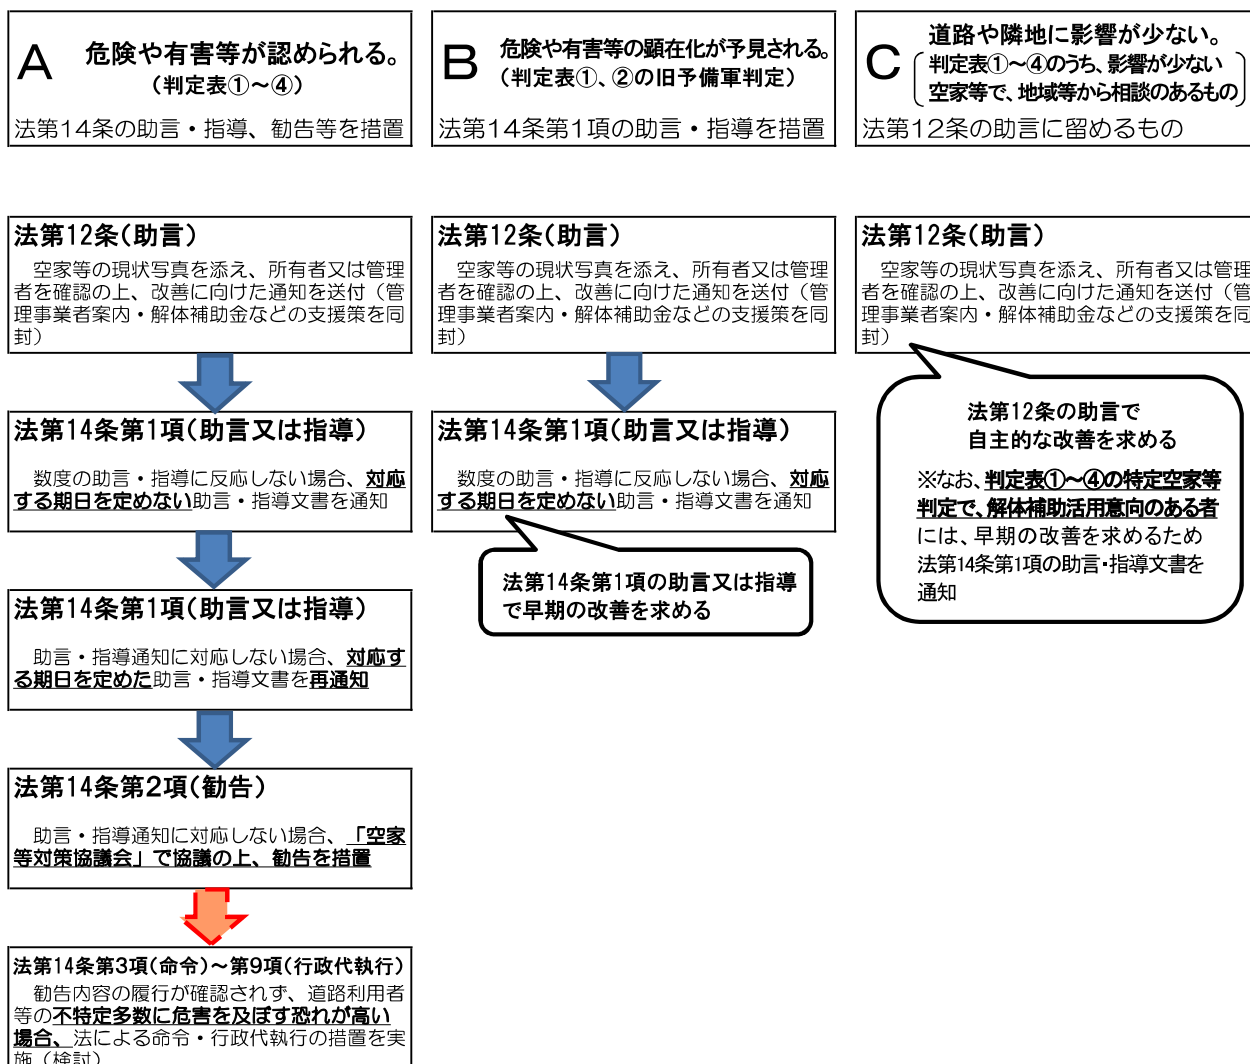 A 危険や有害等が認められる。
(判定表①～④)
法第14条の助言・指導、勧告等を措置
B 危険や有害等の顕在化が予見される。
(判定表①、②の旧予備軍判定)
法第14条第1項の助言・指導を措置
C 道路や隣地に影響が少ない。
判定表①～④のうち、影響が少ない
空家等で、地域等から相談のあるもの
法第12条の助言に留めるもの
法第12条(助言)
空家等の現状写真を添え、所有者又は管理
者を確認の上、改善に向けた通知を送付（管
理事業者案内・解体補助金などの支援策を同
封）
法第14条第1項(助言又は指導)
数度の助言・指導に反応しない場合、対応
する期日を定めない助言・指導文書を通知
法第14条第1項(助言又は指導)
助言・指導通知に対応しない場合、対応す
る期日を定めた助言・指導文書を再通知
法第14条第2項(勧告)
助言・指導通知に対応しない場合、「空家
等対策協議会」で協議の上、勧告を措置
法第14条第3項(命令)～第9項(行政代執行)
勧告内容の履行が確認されず、道路利用者
等の不特定多数に危害を及ぼす恐れが高い
場合、法による命令・行政代執行の措置を実
施（検討）
法第12条(助言)
空家等の現状写真を添え、所有者又は管理
者を確認の上、改善に向けた通知を送付（管
理事業者案内・解体補助金などの支援策を同
封）
法第14条第1項(助言又は指導)
数度の助言・指導に反応しない場合、対応
する期日を定めない助言・指導文書を通知
法第14条第1項の助言又は指導
で早期の改善を求める
法第12条(助言)
空家等の現状写真を添え、所有者又は管理
者を確認の上、改善に向けた通知を送付（管
理事業者案内・解体補助金などの支援策を同
封）
法第12条の助言で
自主的な改善を求める
※なお、判定表①～④の特定空家等
判定で、解体補助活用意向のある者
には、早期の改善を求めるため
法第14条第1項の助言・指導文書を
通知